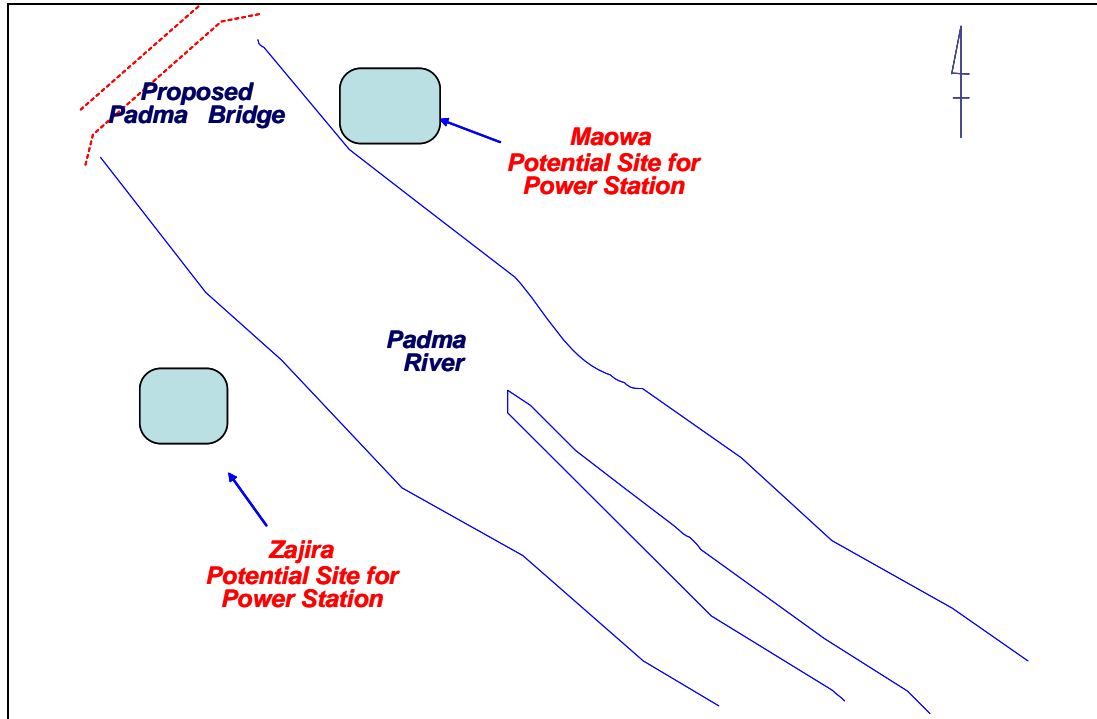 Proposed
Padma Bridge
Maowa
Potential Site for
Power Station
Padma
River
Zajira
Potential Site for
Power Station